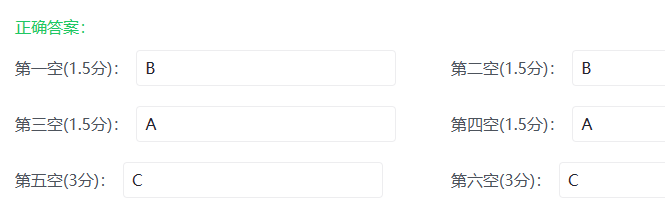 正确答案：
第一空(1.5分)： B 第二空(1.5分)： B
第三空(1.5分)： A 第四空(1.5分)： A
第五空(3分)： C 第六空(3分)： C